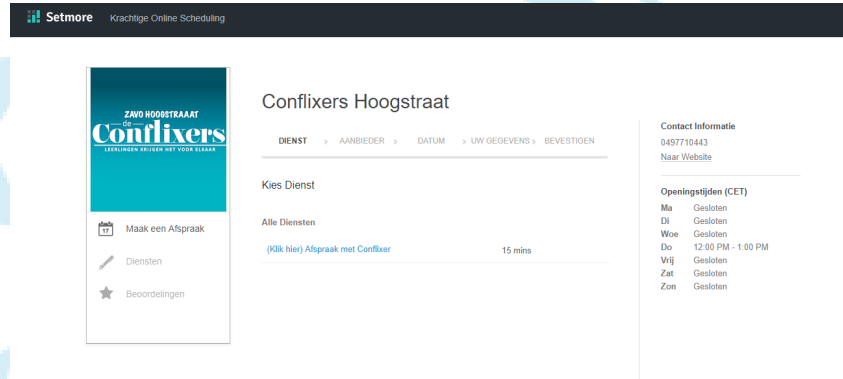 Setmore Krachtige Online Scheduling
ZAVO HOOGSTRAAAT
de
Conflixers
LEERLINGEN KRIJGEN HET VOOR ELKAAR
17 Maak een Afspraak
Diensten
Beoordelingen
Conflixers Hoogstraat
DIENST > AANBIEDER > DATUM > UW GEGEVENS > BEVESTIGEN
Kies Dienst
Alle Diensten
(Klik hier) Afspraak met Conflixer 15 mins
Contact Informatie
0497710443
Naar Website
Openingstijden (CET)
Ma Gesloten
Di Gesloten
Woe Gesloten
Do 12:00 PM - 1:00 PM
Vrij Gesloten
Zat Gesloten
Zon Gesloten